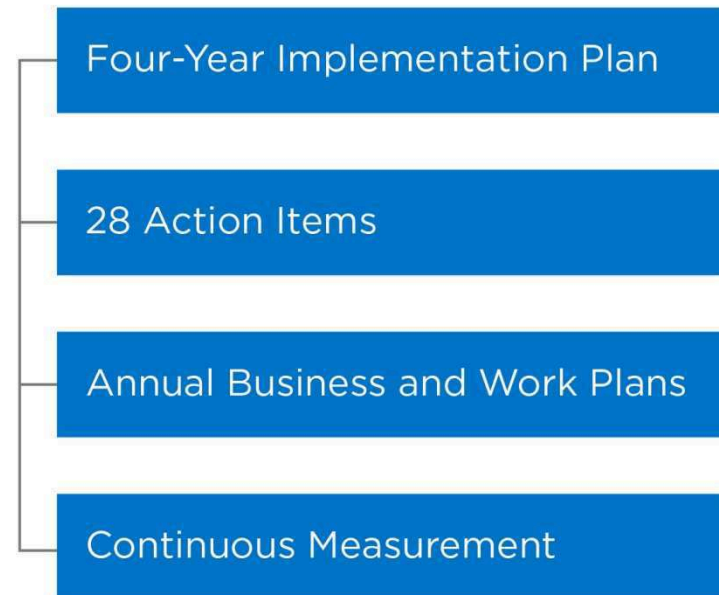 Four-Year Implementation Plan
28 Action Items
Annual Business and Work Plans
Continuous Measurement